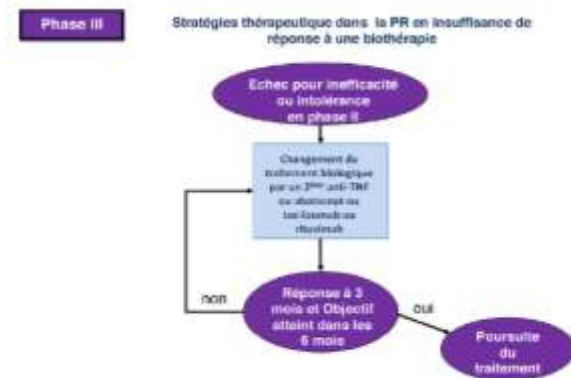 Phase III
Stratégies thérapeutique dans la PR en insuffisance de
réponse à une biothérapie
Echec pour inefficacité
ou intolérance
en phase II
Changement du
traitement biologique
par un 2ème anti-TNF
ou abatacept ou
tocilizumab ou
rituximab
Réponse à 3
mois et Objectif
atteint dans les
6 mois
non
oui
Poursuite
du
traitement